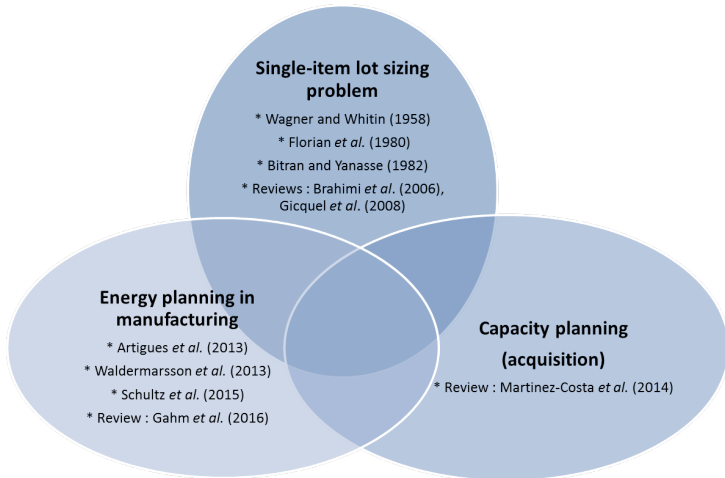 Single-item lot sizing
problem
* Wagner and Whitin (1958)
* Florian et al. (1980)
* Bitran and Yanasse (1982)
* Reviews : Brahimi et al. (2006),
Gicquel et al. (2008)
Energy planning in
manufacturing
* Artigues et al. (2013)
* Waldermarsson et al. (2013)
* Schultz et al. (2015)
* Review : Gahm et al. (2016)
Capacity planning
(acquisition)
* Review : Martinez-Costa et al. (2014)